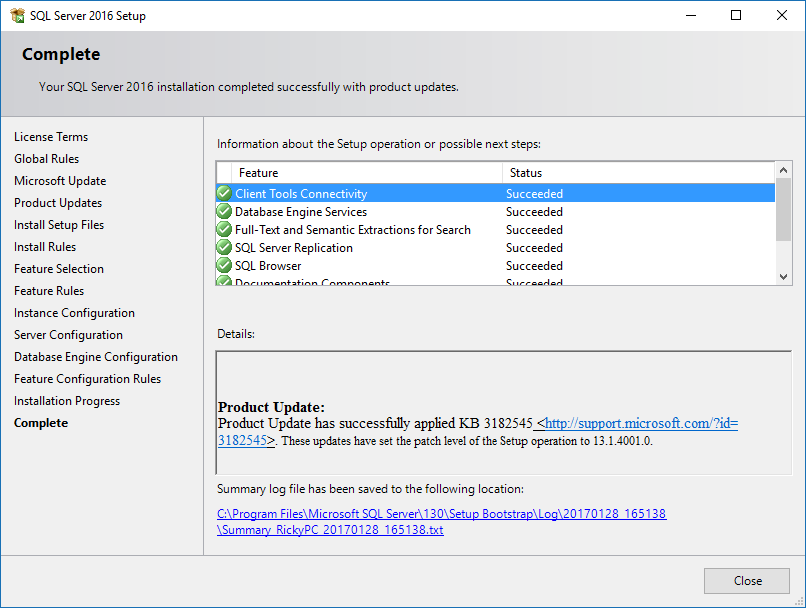 SQL Server 2016 Setup
Complete
Your SQL Server 2016 installation completed successfully with product updates.
License Terms
Global Rules
Microsoft Update
Product Updates
Install Setup Files
Install Rules
Feature Selection
Feature Rules
Instance Configuration
Server Configuration
Database Engine Configuration
Feature Configuration Rules
Installation Progress
Complete
Information about the Setup operation or possible next steps:
Feature Status
Client Tools Connectivity Succeeded
Database Engine Services Succeeded
Full-Text and Semantic Extractions for Search Succeeded
SQL Server Replication Succeeded
SQL Browser Succeeded
Documentation Components Succeeded
Details:
Product Update:
Product Update has successfully applied KB 3182545 <http://support.microsoft.com/?id=
3182545>. These updates have set the patch level of the Setup operation to 13.1.4001.0.
Summary log file has been saved to the following location:
C:\Program Files\Microsoft SQL Server\130\Setup Bootstrap\Log\20170128_165138
\Summary_RickyPC_20170128_165138.txt
Close